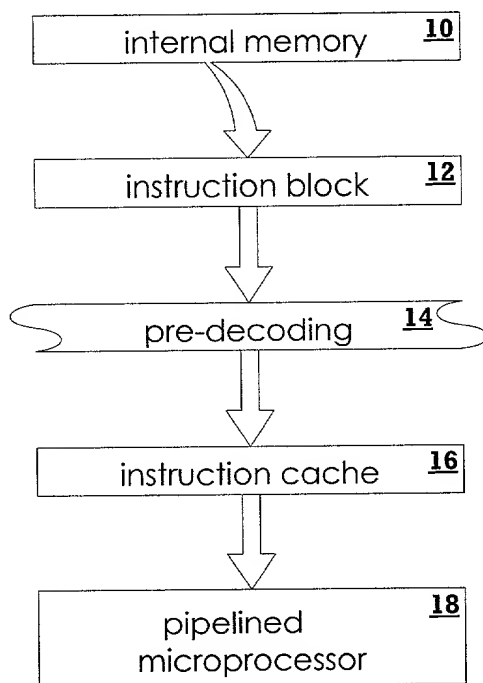 internal memory 10
instruction block 12
pre-decoding 14
instruction cache 16
pipelined 18
microprocessor